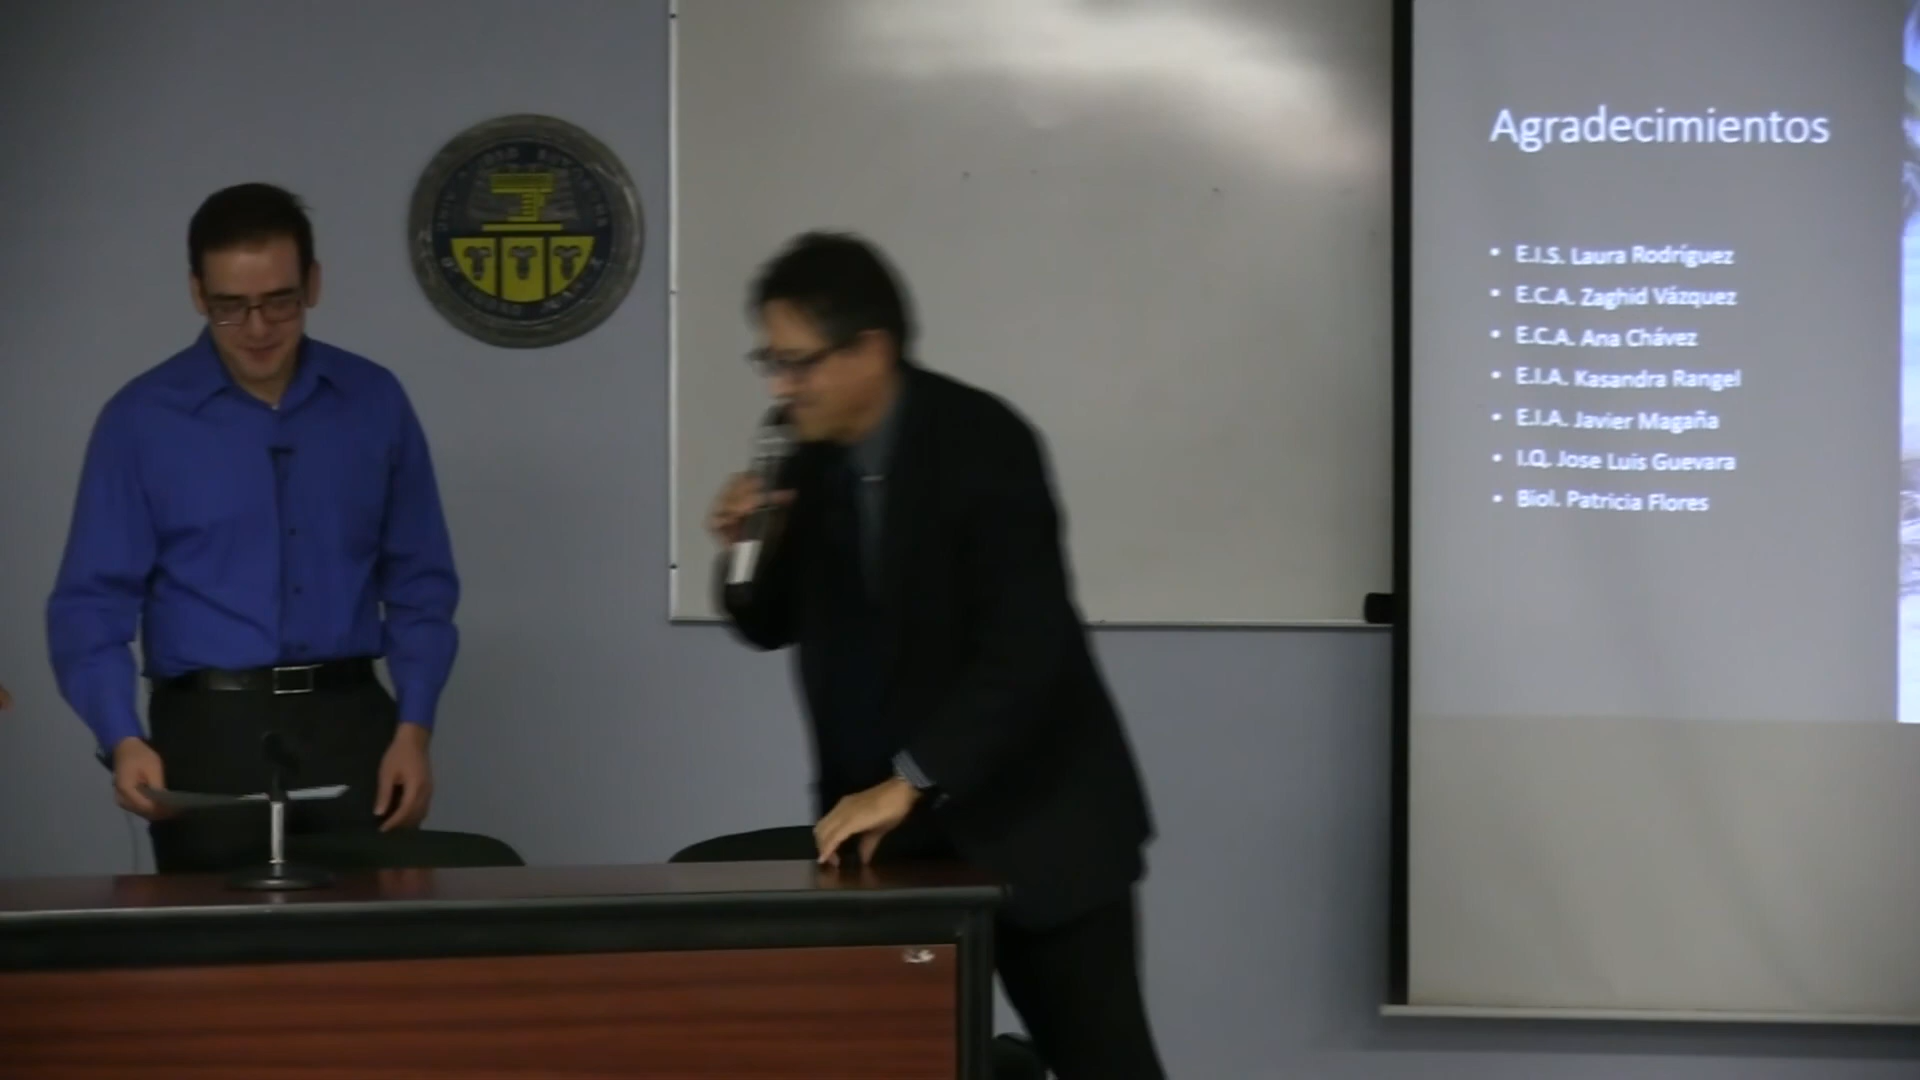 Agradecimientos
• E.I.S. Laura Rodríguez
• E.C.A. Zaghid Vázquez
• E.C.A. Ana Chávez
• E.I.A. Kasandra Rangel
• E.I.A. Javier Magaña
• I.Q. Jose Luis Guevara
• Biol. Patricia Flores